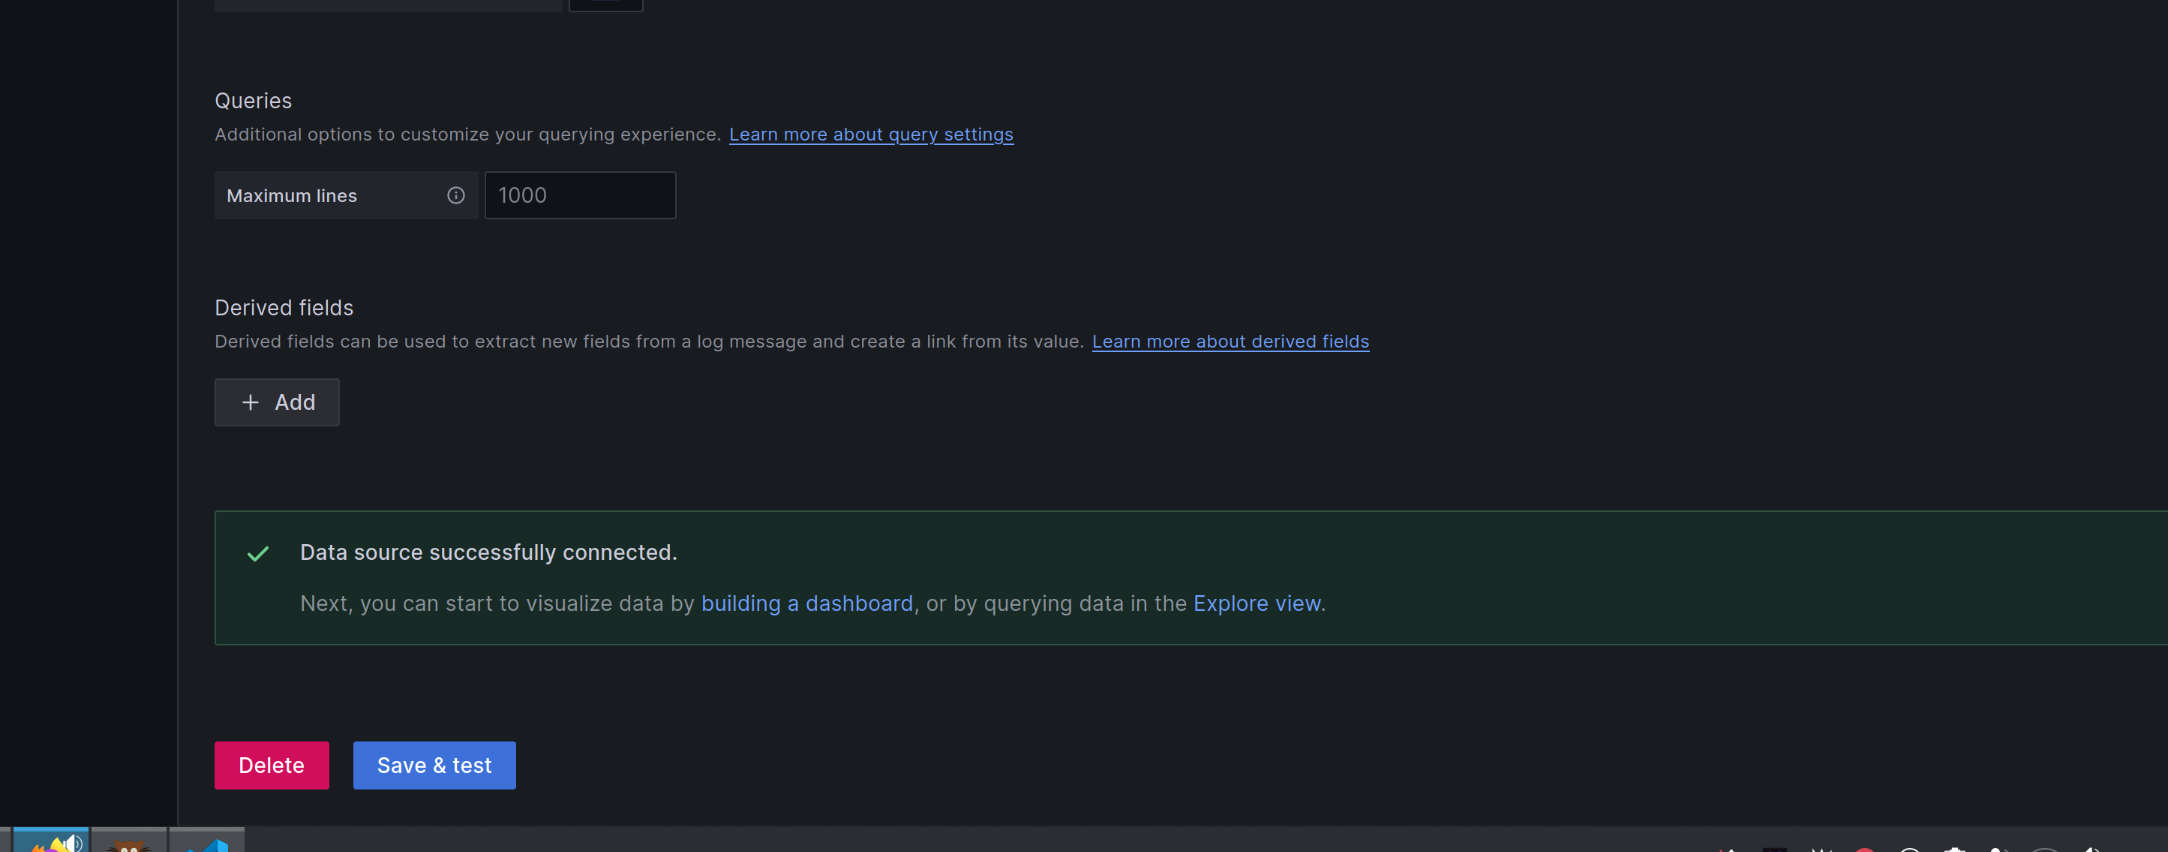 Queries
Additional options to customize your querying experience. Learn more about query settings
Maximum lines 1000
Derived fields
Derived fields can be used to extract new fields from a log message and create a link from its value. Learn more about derived fields
+ Add
Data source successfully connected.
Next, you can start to visualize data by building a dashboard, or by querying data in the Explore view.
Delete Save & test